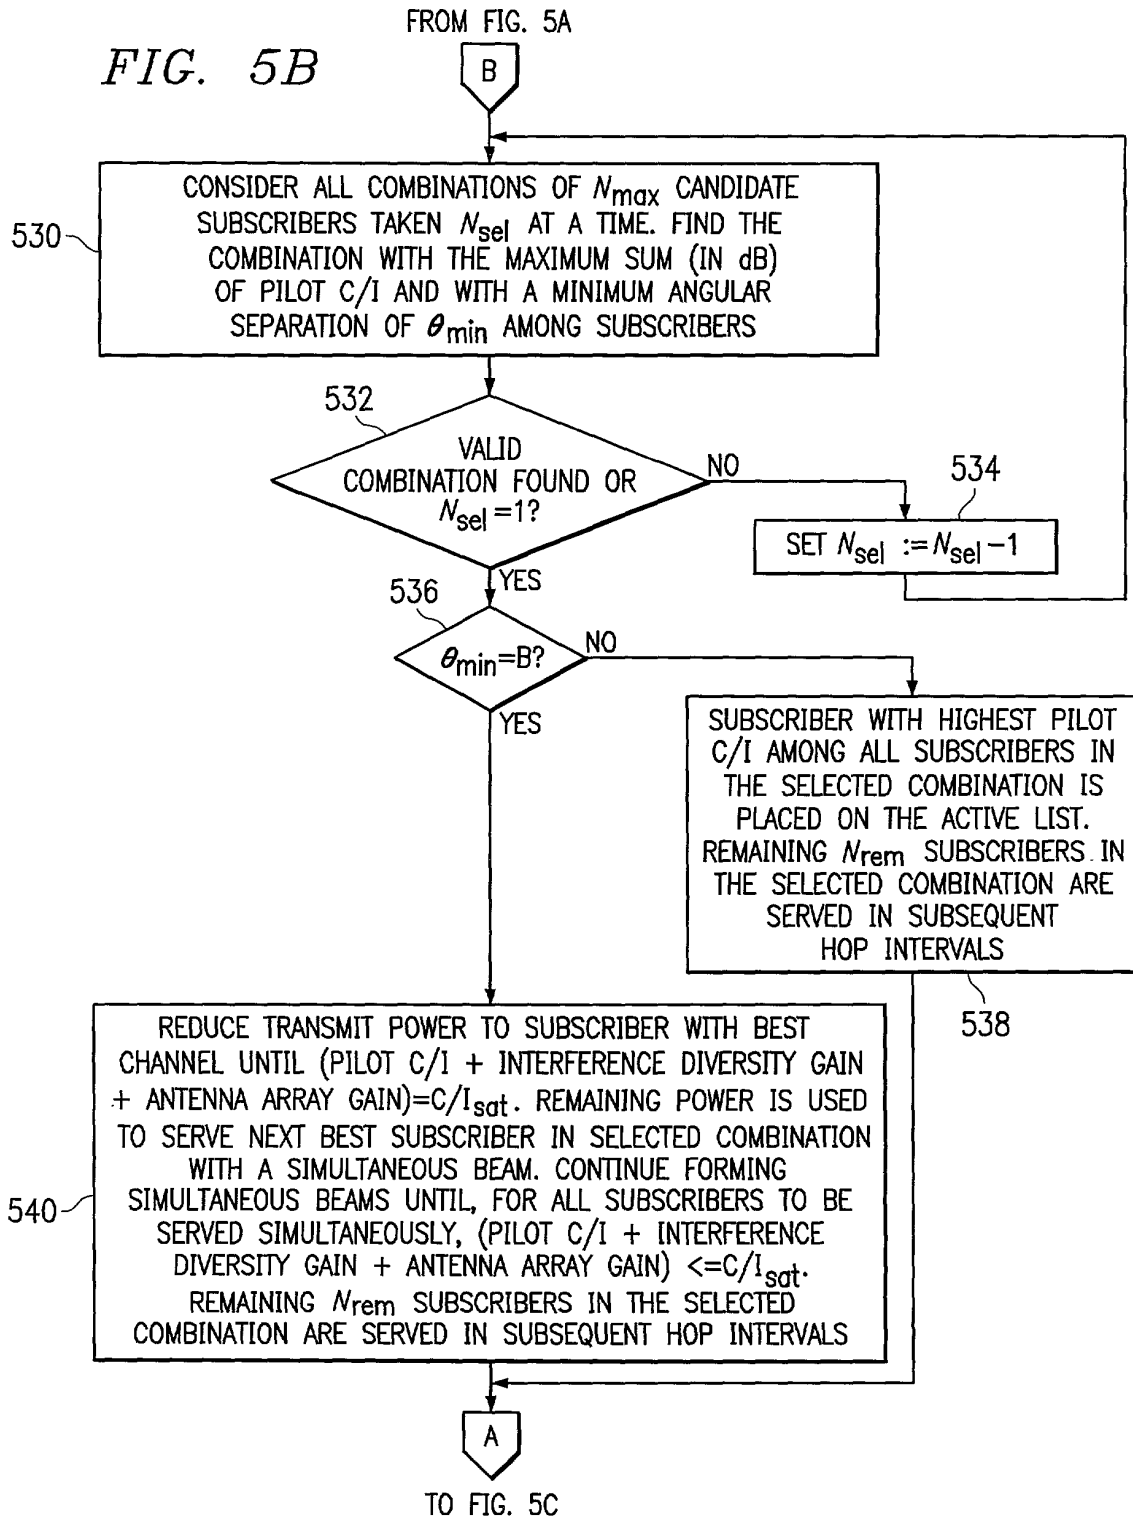 FROM FIG. 5A
FIG. 5B
B
530
CONSIDER ALL COMBINATIONS OF Nmax CANDIDATE
SUBSCRIBERS TAKEN Nsel AT A TIME. FIND THE
COMBINATION WITH THE MAXIMUM SUM (IN dB)
OF PILOT C/I AND WITH A MINIMUM ANGULAR
SEPARATION OF θmin AMONG SUBSCRIBERS
532
VALID
COMBINATION FOUND OR
Nsel=1?
NO
534
SET Nsel :=Nsel-1
YES
536
θmin=B?
NO
YES
SUBSCRIBER WITH HIGHEST PILOT
C/I AMONG ALL SUBSCRIBERS IN
THE SELECTED COMBINATION IS
PLACED ON THE ACTIVE LIST.
REMAINING Nrem SUBSCRIBERS IN
THE SELECTED COMBINATION ARE
SERVED IN SUBSEQUENT
HOP INTERVALS
538
540
REDUCE TRANSMIT POWER TO SUBSCRIBER WITH BEST
CHANNEL UNTIL (PILOT C/I + INTERFERENCE DIVERSITY GAIN
+ ANTENNA ARRAY GAIN)=C/Isat. REMAINING POWER IS USED
TO SERVE NEXT BEST SUBSCRIBER IN SELECTED COMBINATION
WITH A SIMULTANEOUS BEAM. CONTINUE FORMING
SIMULTANEOUS BEAMS UNTIL, FOR ALL SUBSCRIBERS TO BE
SERVED SIMULTANEOUSLY, (PILOT C/I + INTERFERENCE
DIVERSITY GAIN + ANTENNA ARRAY GAIN) <=C/Isat.
REMAINING Nrem SUBSCRIBERS IN THE SELECTED
COMBINATION ARE SERVED IN SUBSEQUENT HOP INTERVALS
A
TO FIG. 5C